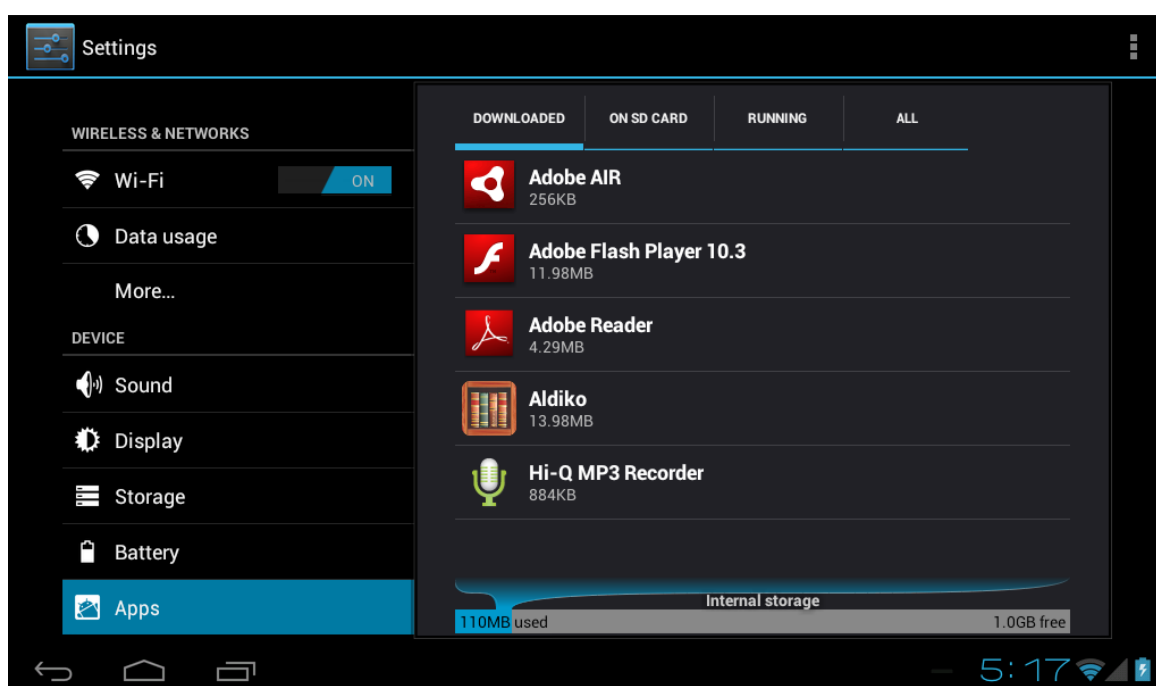 Settings
WIRELESS & NETWORKS
Wi-Fi ON
Data usage
More...
DEVICE
Sound
Display
Storage
Battery
Apps
DOWNLOADED ON SD CARD RUNNING ALL
Adobe AIR
256KB
Adobe Flash Player 10.3
11.98MB
Adobe Reader
4.29MB
Aldiko
13.98MB
Hi-Q MP3 Recorder
884KB
Internal storage
110MB used 1.0GB free
5:17